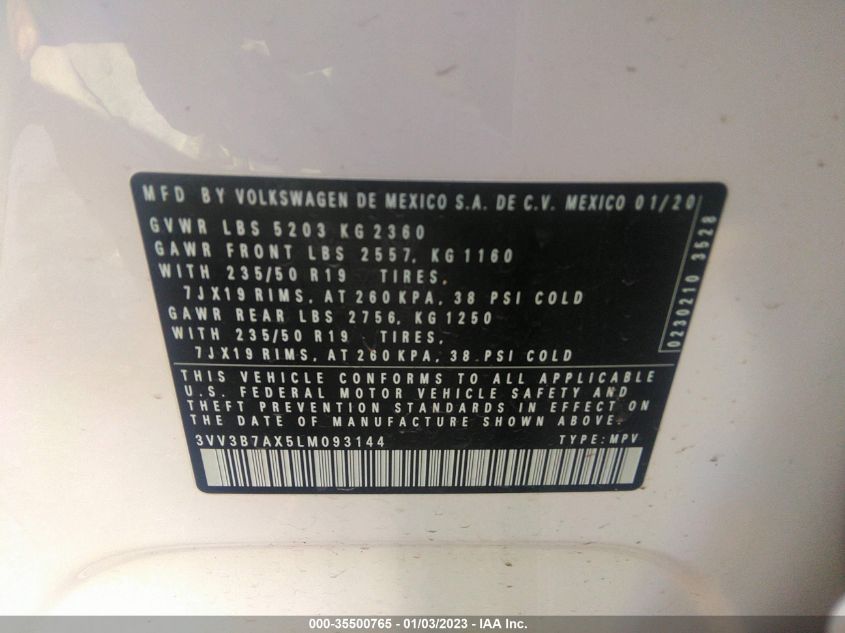 MFD BY VOLKSWAGEN DE MEXICO S.A. DE C.V. MEXICO 01/20
GVWR LBS 5203 KG 2360
GAWR FRONT LBS 2557, KG 1160
WITH 235/50 R19 TIRES,
7JX19 RIMS, AT 260 KPA, 38 PSI COLD
GAWR REAR LBS 2756, KG 1250
WITH 235/50 R19 TIRES,
7JX19 RIMS, AT 260 KPA, 38 PSI COLD
0230210 3528
THIS VEHICLE CONFORMS TO ALL APPLICABLE
U.S. FEDERAL MOTOR VEHICLE SAFETY AND
THEFT PREVENTION STANDARDS IN EFFECT ON
THE DATE OF MANUFACTURE SHOWN ABOVE.
3VV3B7AX5LM093144 TYPE: MPV
000-35500765 - 01/03/2023 - © IAA Inc.